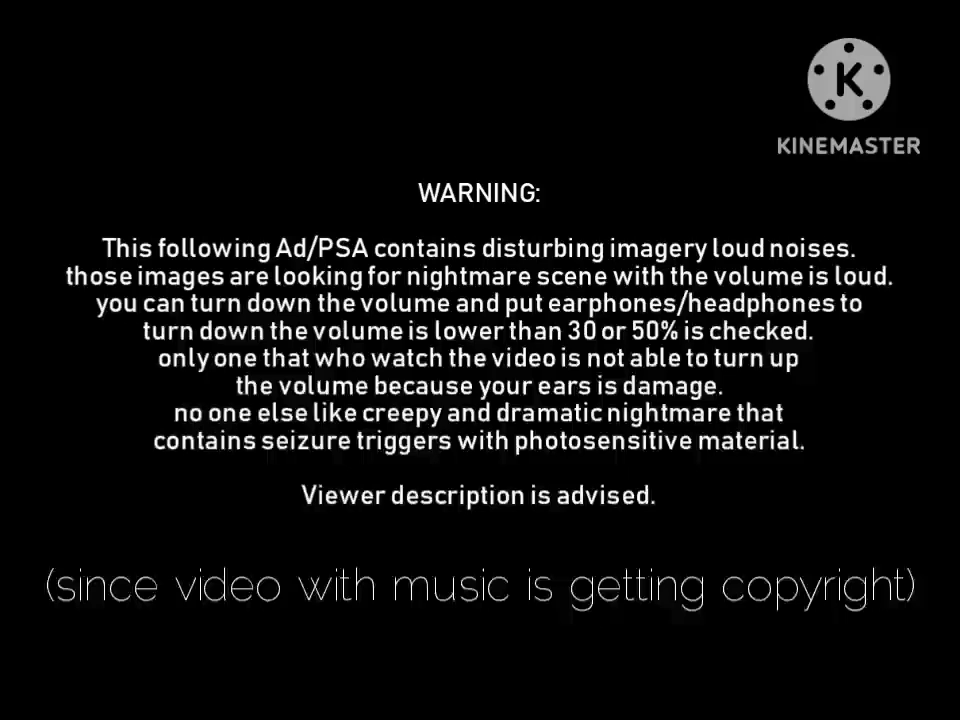 K
KINEMASTER
WARNING:
This following Ad/PSA contains disturbing imagery loud noises.
those images are looking for nightmare scene with the volume is loud.
you can turn down the volume and put earphones/headphones to
turn down the volume is lower than 30 or 50% is checked.
only one that who watch the video is not able to turn up
the volume because your ears is damage.
no one else like creepy and dramatic nightmare that
contains seizure triggers with photosensitive material.
Viewer description is advised.
(since video with music is getting copyright)